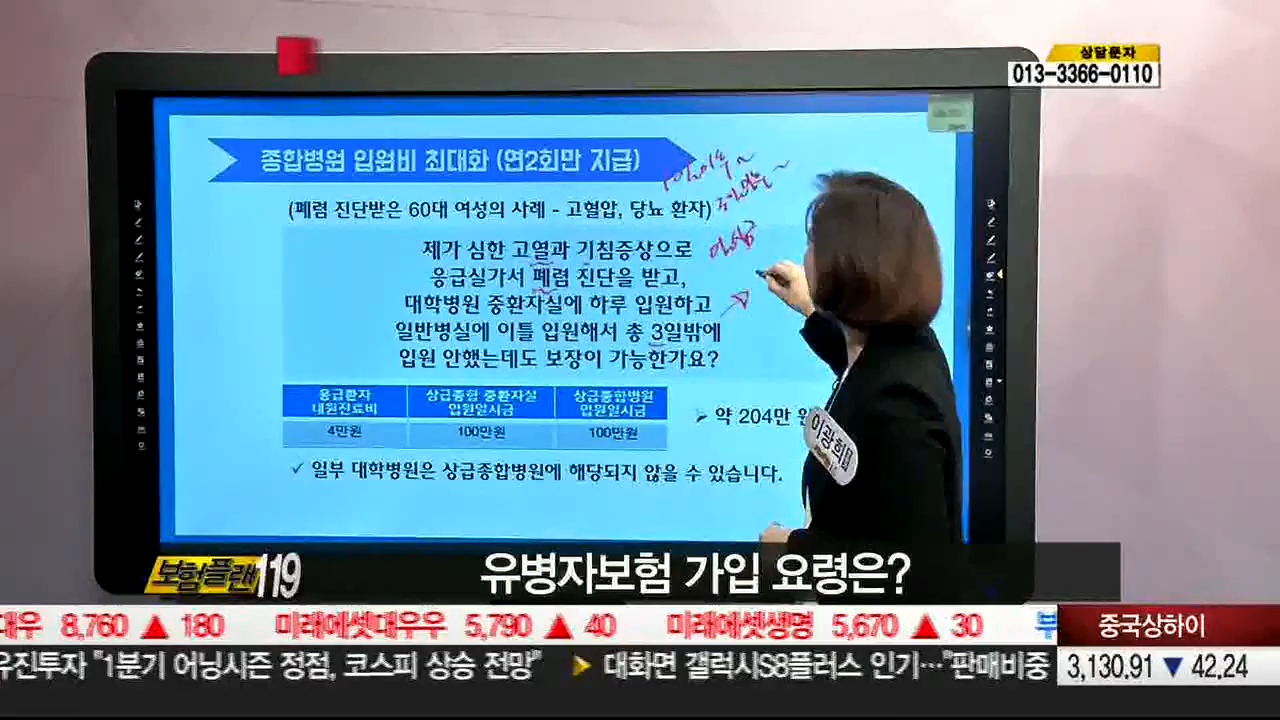 상담문자
013-3366-0110
종합병원 입원비 최대화 (연2회만 지급)
(폐렴 진단받은 60대 여성의 사례 - 고혈압, 당뇨 환자)
제가 심한 고열과 기침증상으로
응급실가서 폐렴 진단을 받고,
대학병원 중환자실에 하루 입원하고
일반병실에 이틀 입원해서 총 3일밖에
입원 안했는데도 보장이 가능한가요?
응급환자 내원진료비 상급종합 중환자실 입원일시금 상급종합병원 입원일시금
4만원 100만원 100만원
➢ 약 204만 원
✓ 일부 대학병원은 상급종합병원에 해당되지 않을 수 있습니다.
이광희
보험플랜119
유병자보험 가입 요령은?
대우 8,760 ▲ 180 미래에셋대우우 5,790 ▲ 40 미래에셋생명 5,670 ▲ 30 부
중국상하이
유진투자 "1분기 어닝시즌 정점, 코스피 상승 전망" ▶ 대화면 갤럭시S8플러스 인기…"판매비중
3,130.91 ▼ 42.24